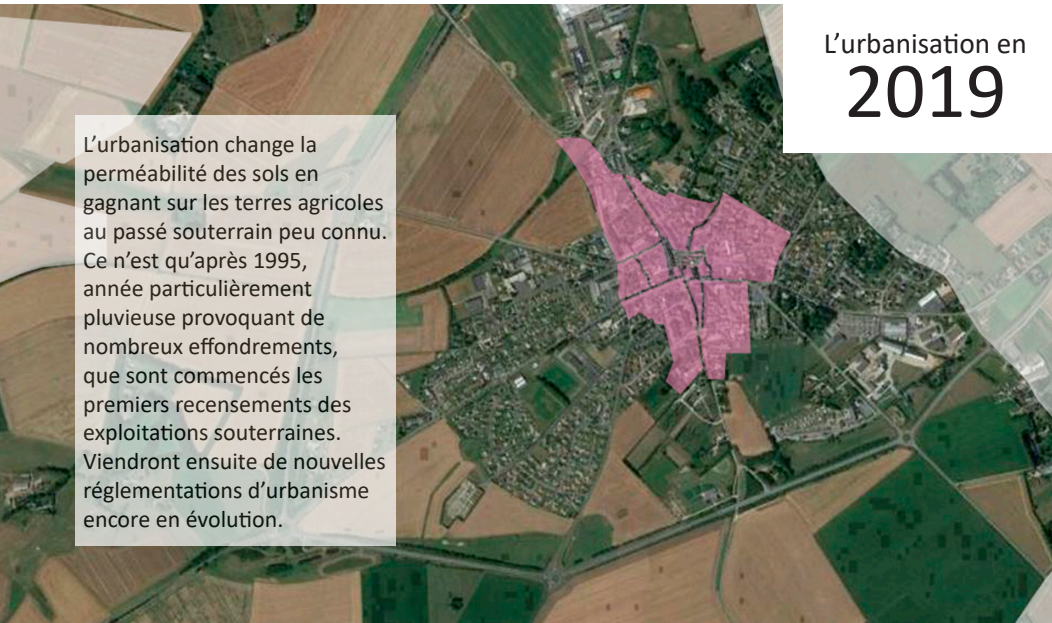 L’urbanisation en
2019
L’urbanisation change la
perméabilité des sols en
gagnant sur les terres agricoles
au passé souterrain peu connu.
Ce n’est qu’après 1995,
année particulièrement
pluvieuse provoquant de
nombreux effondrements,
que sont commencés les
premiers recensements des
exploitations souterraines.
Viendront ensuite de nouvelles
réglementations d’urbanisme
encore en évolution.